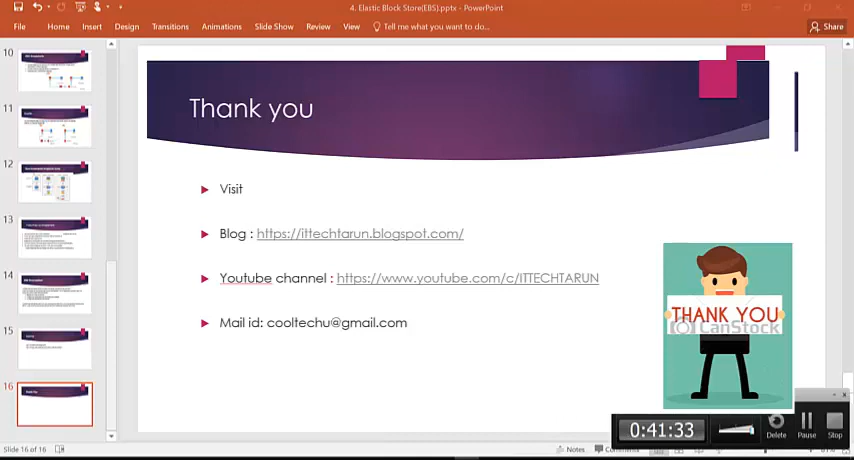 4. Elastic Block Store(EBS).pptx - PowerPoint
File Home Insert Design Transitions Animations Slide Show Review View Tell me what you want to do... Share
10
11
12
13
14
15
16
Thank you
Visit
Blog : https://ittechtarun.blogspot.com/
Youtube channel : https://www.youtube.com/c/ITTECHTARUN
Mail id: cooltechu@gmail.com
THANK YOU
CanStock
0:41:33
Delete Pause Stop
Slide 16 of 16 Notes Comments